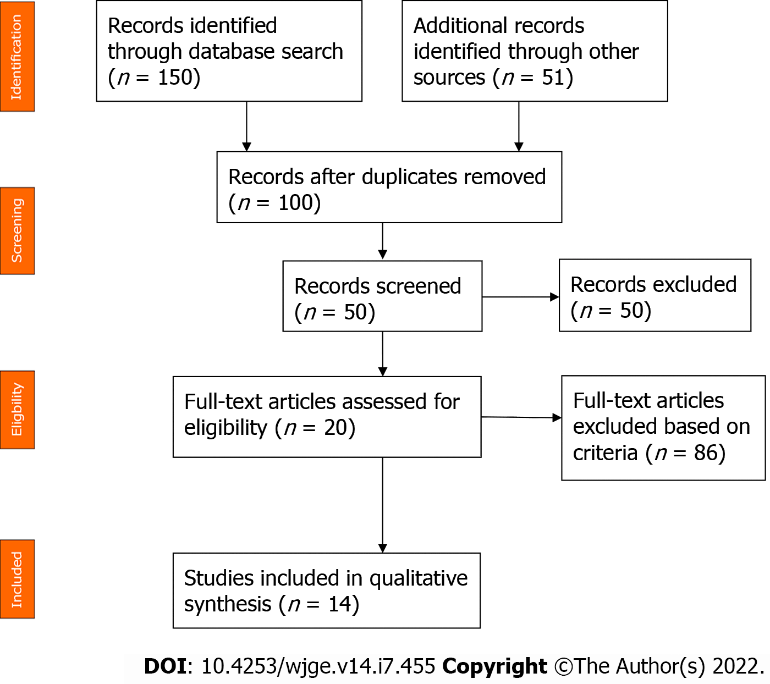 Identification
Records identified
through database search
(n = 150)
Additional records
identified through other
sources (n = 51)
Records after duplicates removed
(n = 100)
Screening
Records screened
(n = 50)
Records excluded
(n = 50)
Eligbility
Full-text articles assessed for
eligibility (n = 20)
Full-text articles
excluded based on
criteria (n = 86)
Included
Studies included in qualitative
synthesis (n = 14)
DOI: 10.4253/wjge.v14.i7.455 Copyright ©The Author(s) 2022.